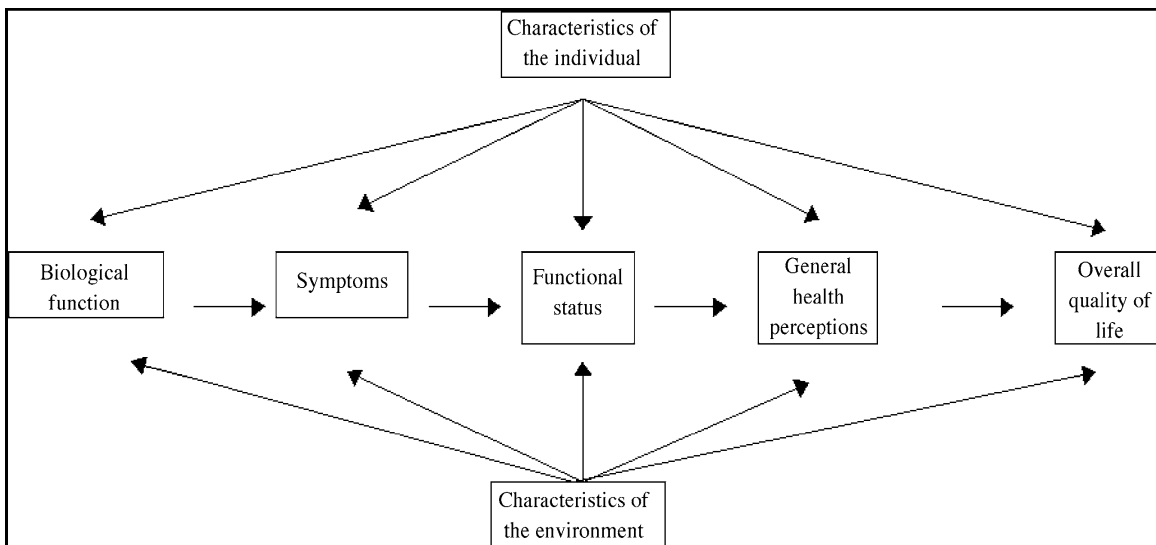 Characteristics of
the individual
Biological
function
Symptoms
Functional
status
General
health
perceptions
Overall
quality of
life
Characteristics of
the environment